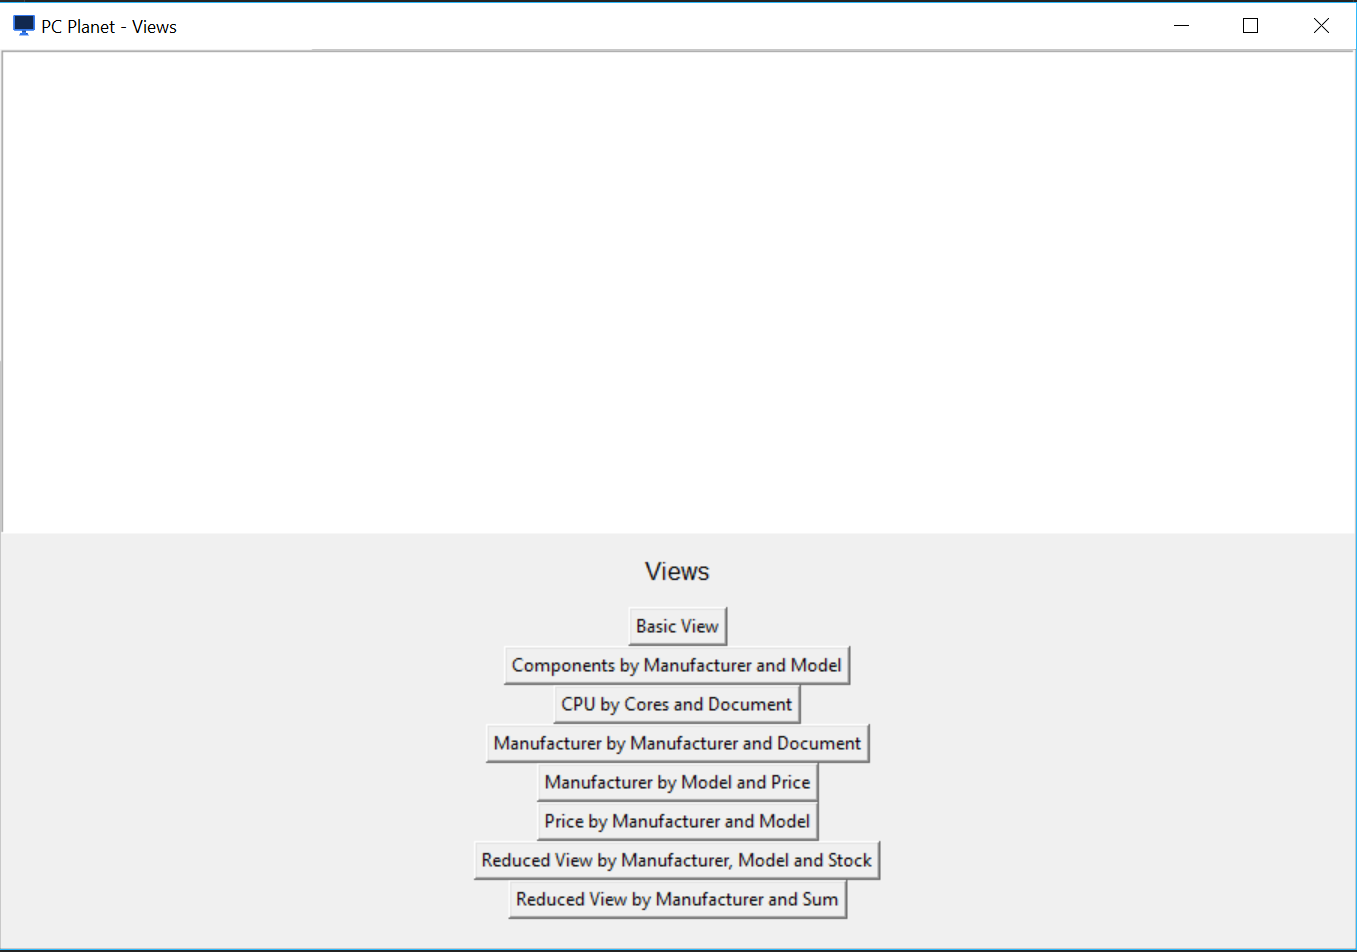 PC Planet - Views
Views
Basic View
Components by Manufacturer and Model
CPU by Cores and Document
Manufacturer by Manufacturer and Document
Manufacturer by Model and Price
Price by Manufacturer and Model
Reduced View by Manufacturer, Model and Stock
Reduced View by Manufacturer and Sum